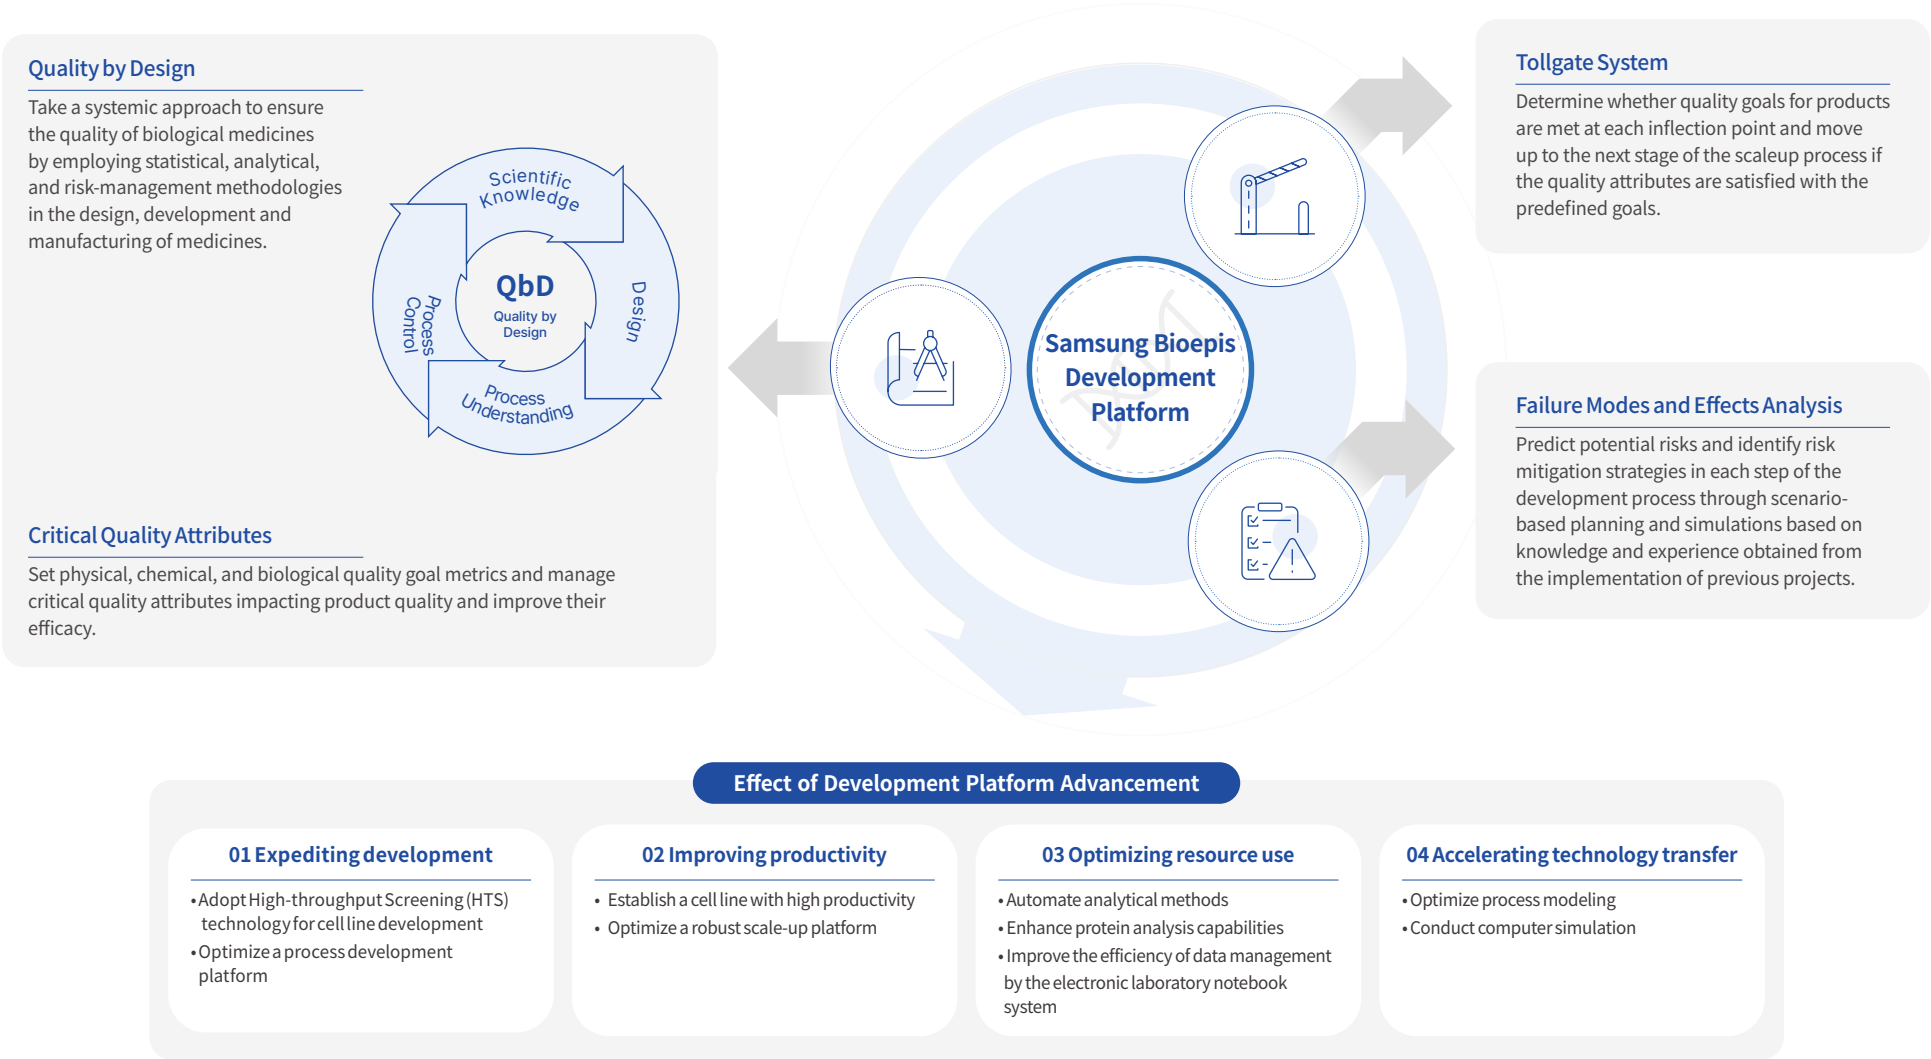 Quality by Design
Take a systemic approach to ensure
the quality of biological medicines
by employing statistical, analytical,
and risk-management methodologies
in the design, development and
manufacturing of medicines.
Scientific
Knowledge
Design
Process
Understanding
Process
Control
QbD
Quality by
Design
Critical Quality Attributes
Set physical, chemical, and biological quality goal metrics and manage
critical quality attributes impacting product quality and improve their
efficacy.
Samsung Bioepis
Development
Platform
Tollgate System
Determine whether quality goals for products
are met at each inflection point and move
up to the next stage of the scaleup process if
the quality attributes are satisfied with the
predefined goals.
Failure Modes and Effects Analysis
Predict potential risks and identify risk
mitigation strategies in each step of the
development process through scenario-
based planning and simulations based on
knowledge and experience obtained from
the implementation of previous projects.
Effect of Development Platform Advancement
01 Expediting development
• Adopt High-throughput Screening (HTS)
technology for cell line development
• Optimize a process development
platform
02 Improving productivity
• Establish a cell line with high productivity
• Optimize a robust scale-up platform
03 Optimizing resource use
• Automate analytical methods
• Enhance protein analysis capabilities
• Improve the efficiency of data management
by the electronic laboratory notebook
system
04 Accelerating technology transfer
• Optimize process modeling
• Conduct computer simulation